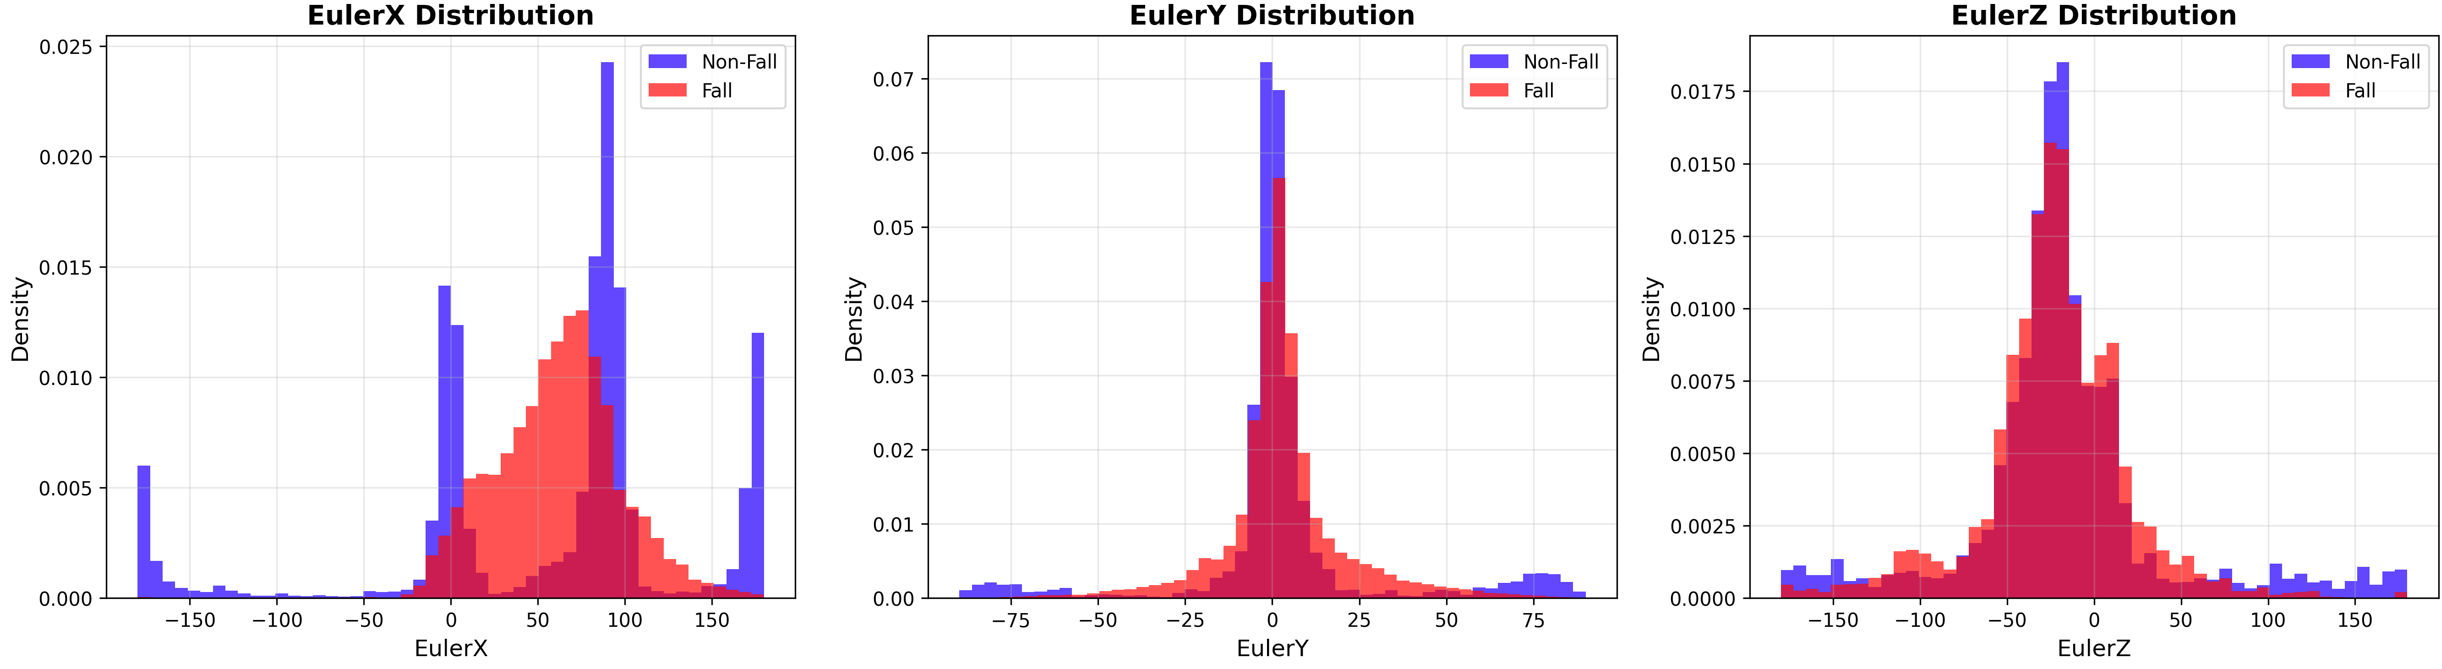 EulerX Distribution
0.025
0.020
0.015
0.010
0.005
0.000
Density
−150 −100 −50 0 50 100 150
EulerX
Non-Fall
Fall
EulerY Distribution
0.07
0.06
0.05
0.04
0.03
0.02
0.01
0.00
Density
−75 −50 −25 0 25 50 75
EulerY
Non-Fall
Fall
EulerZ Distribution
0.0175
0.0150
0.0125
0.0100
0.0075
0.0050
0.0025
0.0000
Density
−150 −100 −50 0 50 100 150
EulerZ
Non-Fall
Fall